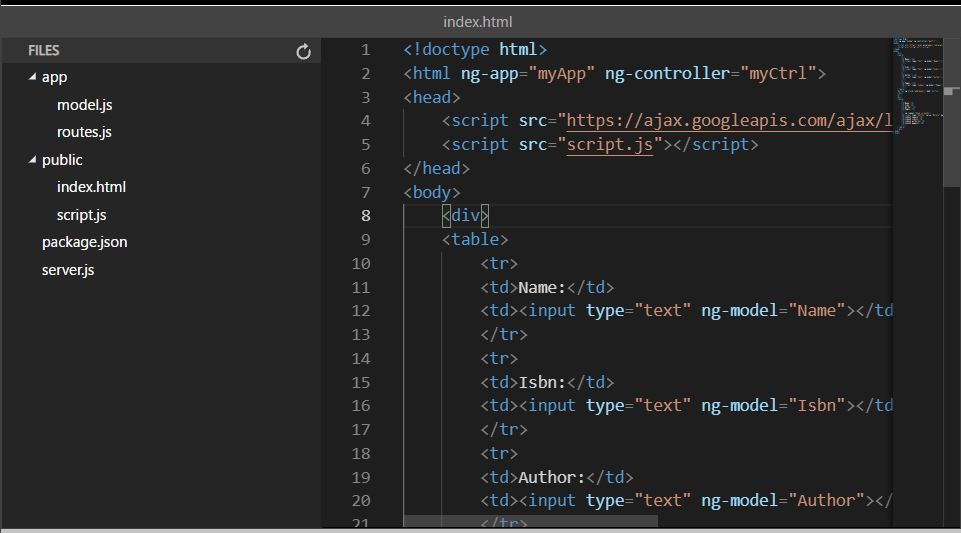 index.html
FILES
app
model.js
routes.js
public
index.html
script.js
package.json
server.js
1 <!doctype html>
2 <html ng-app="myApp" ng-controller="myCtrl">
3 <head>
4 <script src="https://ajax.googleapis.com/ajax/l
5 <script src="script.js"></script>
6 </head>
7 <body>
8 <div>
9 <table>
10 <tr>
11 <td>Name:</td>
12 <td><input type="text" ng-model="Name"></td
13 </tr>
14 <tr>
15 <td>Isbn:</td>
16 <td><input type="text" ng-model="Isbn"></td
17 </tr>
18 <tr>
19 <td>Author:</td>
20 <td><input type="text" ng-model="Author"></
21 </tr>